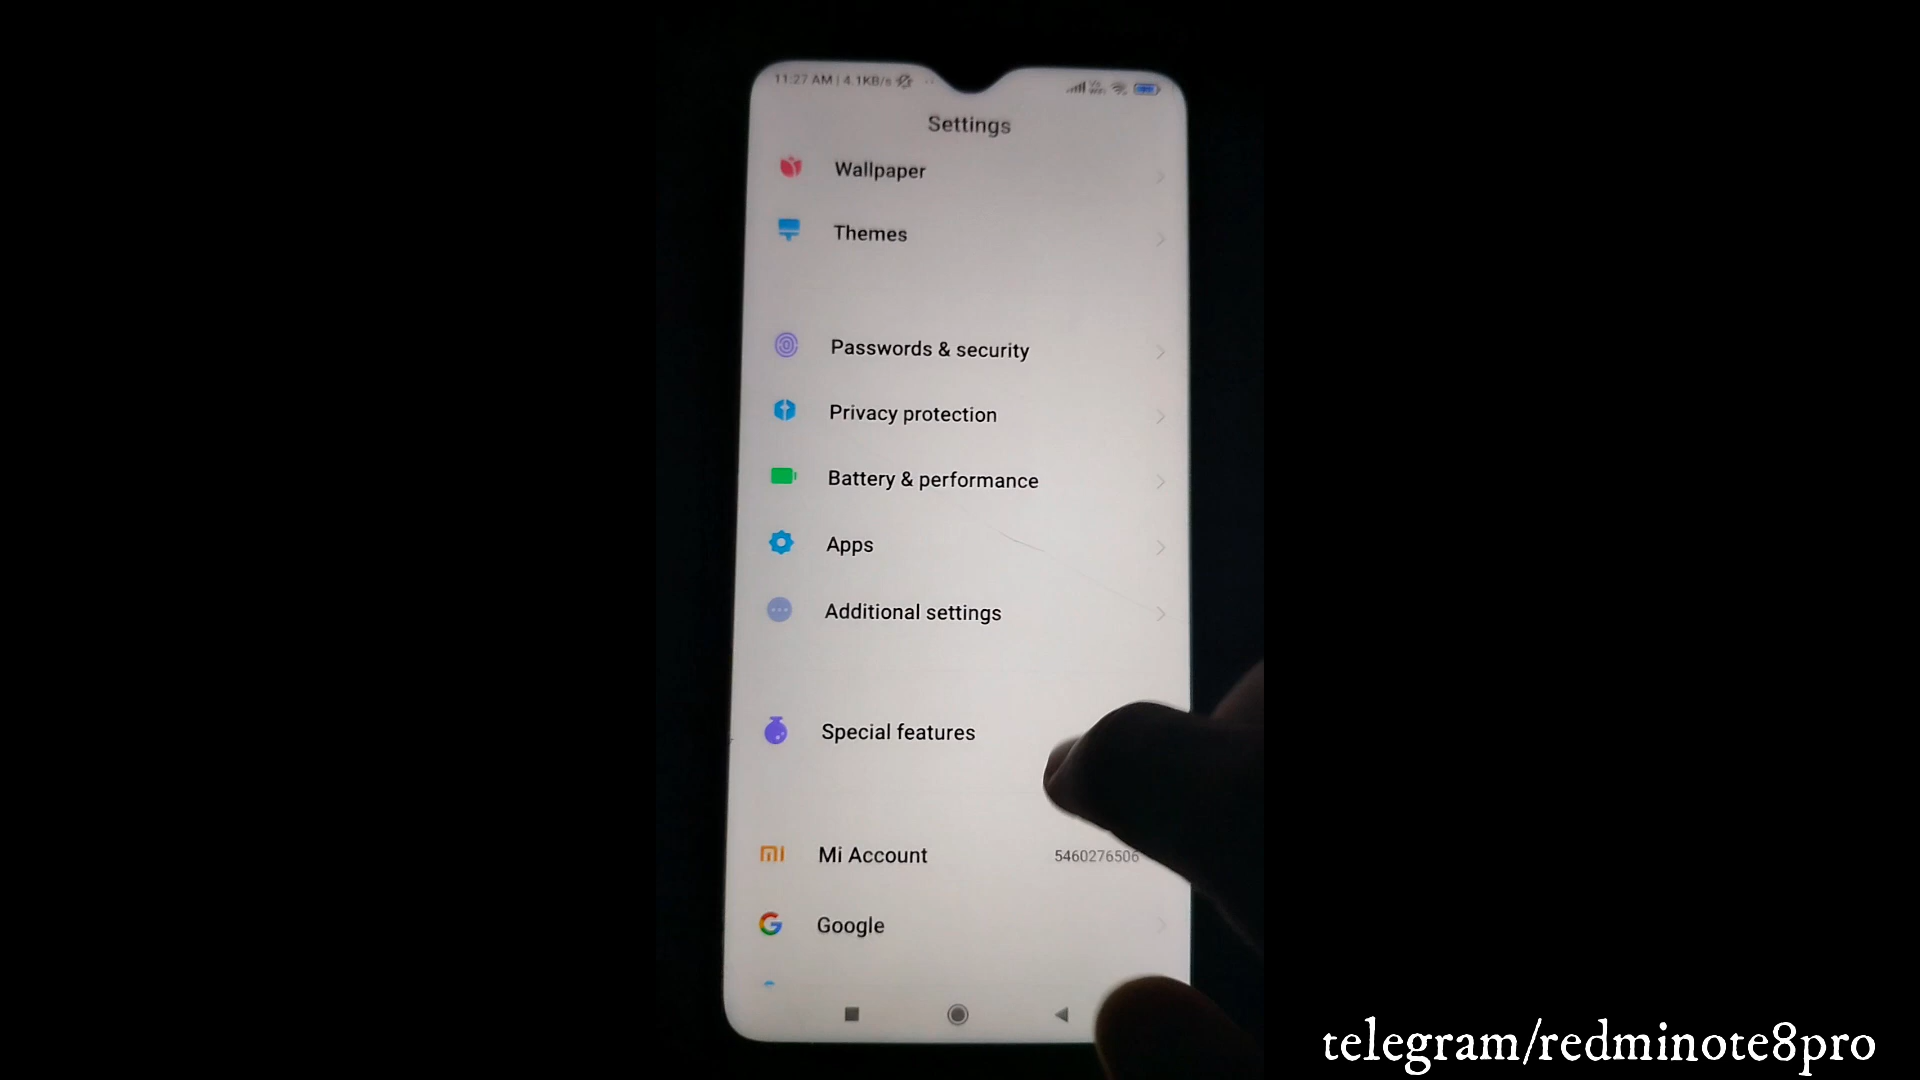 11:27 AM | 4.1KB/s
Settings
Wallpaper
Themes
Passwords & security
Privacy protection
Battery & performance
Apps
Additional settings
Special features
Mi Account 5460276506
Google
telegram/redminote8pro